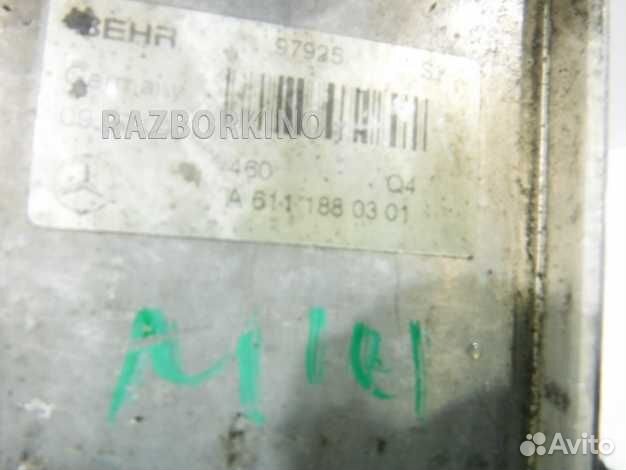 BEHR 97925
Germany
RAZBORKINO
460 Q4
A 611 188 03 01
Avito